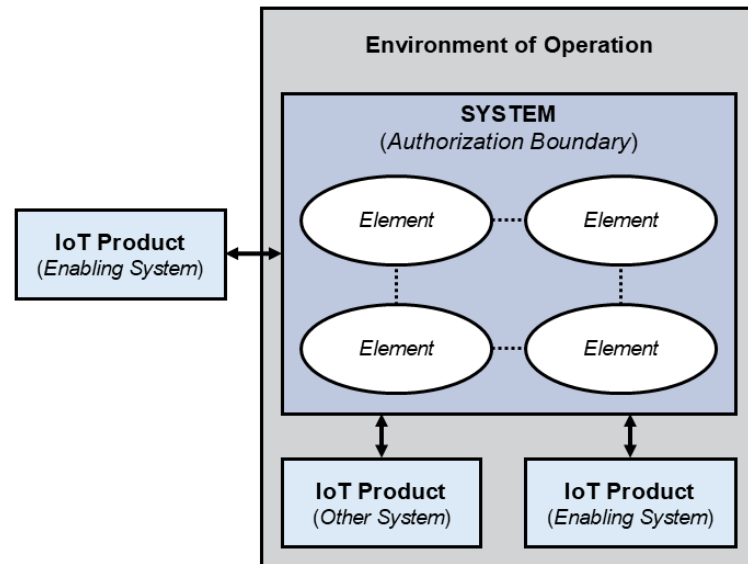 Environment of Operation
SYSTEM
(Authorization Boundary)
Element
Element
IoT Product
(Enabling System)
Element
Element
IoT Product
(Other System)
IoT Product
(Enabling System)